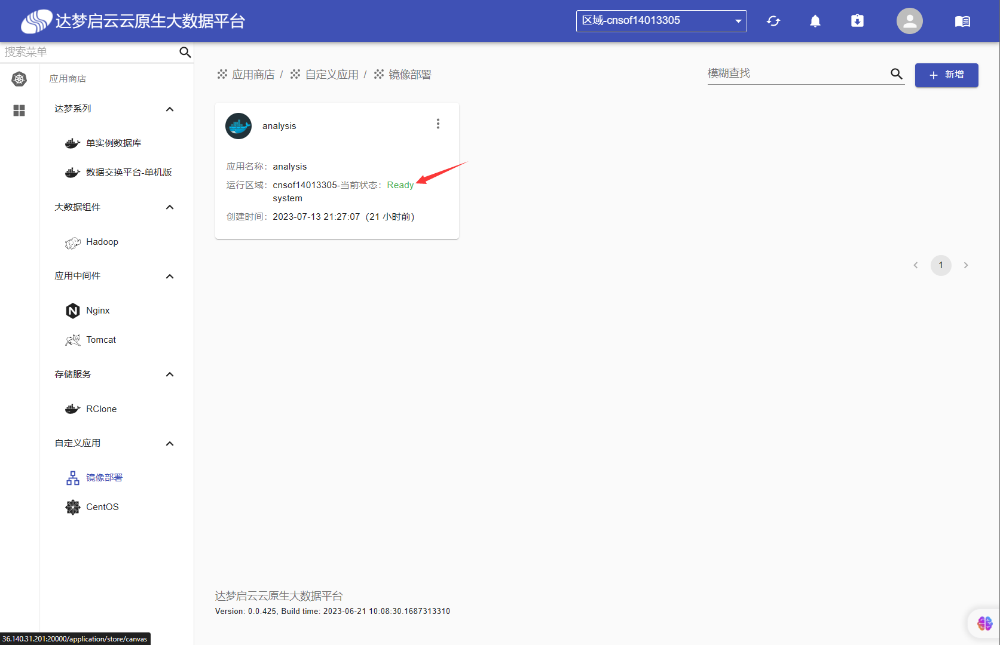 达梦启云云原生大数据平台
区域-cnsof14013305
搜索菜单
应用商店
达梦系列
单实例数据库
数据交换平台-单机版
大数据组件
Hadoop
应用中间件
Nginx
Tomcat
存储服务
RClone
自定义应用
镜像部署
CentOS
应用商店 / 自定义应用 / 镜像部署
模糊查找
+ 新增
analysis
应用名称： analysis
运行区域： cnsof14013305-当前状态： Ready
system
创建时间： 2023-07-13 21:27:07（21 小时前）
1
达梦启云云原生大数据平台
Version: 0.0.425, Build time: 2023-06-21 10:08:30.1687313310
36.140.31.201:20000/application/store/canvas